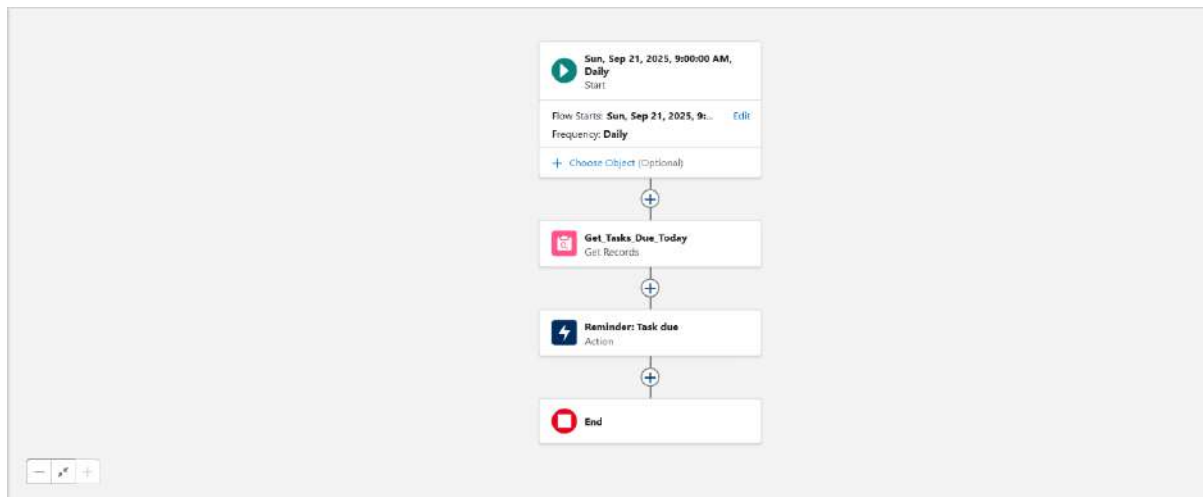 Sun, Sep 21, 2025, 9:00:00 AM,
Daily
Start
Flow Starts: Sun, Sep 21, 2025, 9:... Edit
Frequency: Daily
+ Choose Object (Optional)
Get_Tasks_Due_Today
Get Records
Reminder: Task due
Action
End